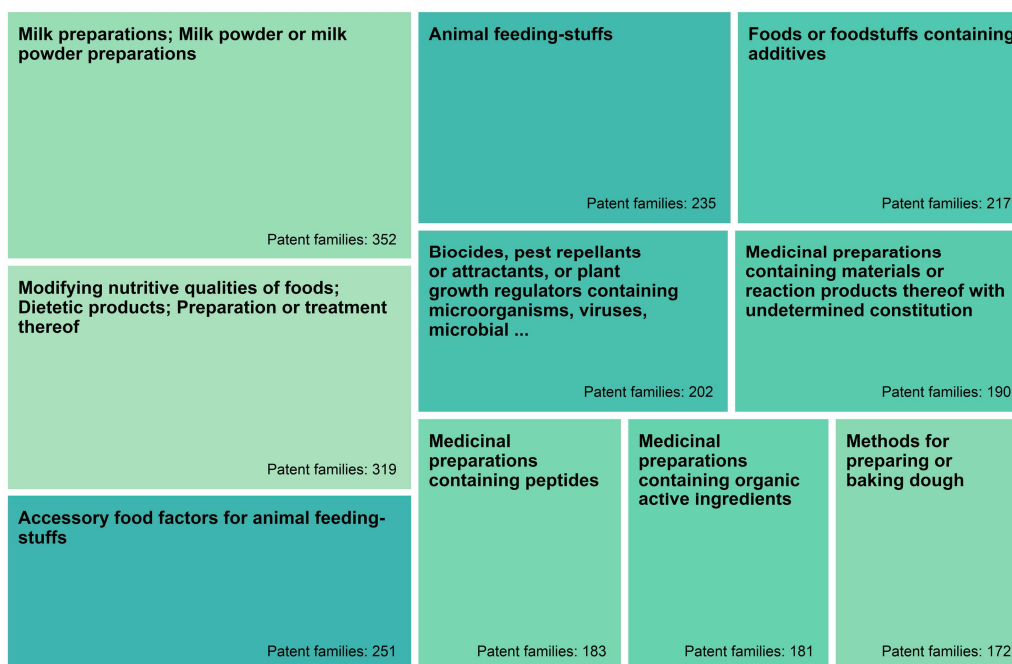 Milk preparations; Milk powder or milk
powder preparations
Patent families: 352
Modifying nutritive qualities of foods;
Dietetic products; Preparation or treatment
thereof
Patent families: 319
Accessory food factors for animal feeding-
stuffs
Patent families: 251
Animal feeding-stuffs
Patent families: 235
Foods or foodstuffs containing
additives
Patent families: 217
Biocides, pest repellants
or attractants, or plant
growth regulators containing
microorganisms, viruses,
microbial ...
Patent families: 202
Medicinal preparations
containing materials or
reaction products thereof with
undetermined constitution
Patent families: 190
Medicinal
preparations
containing peptides
Patent families: 183
Medicinal
preparations
containing organic
active ingredients
Patent families: 181
Methods for
preparing or
baking dough
Patent families: 172